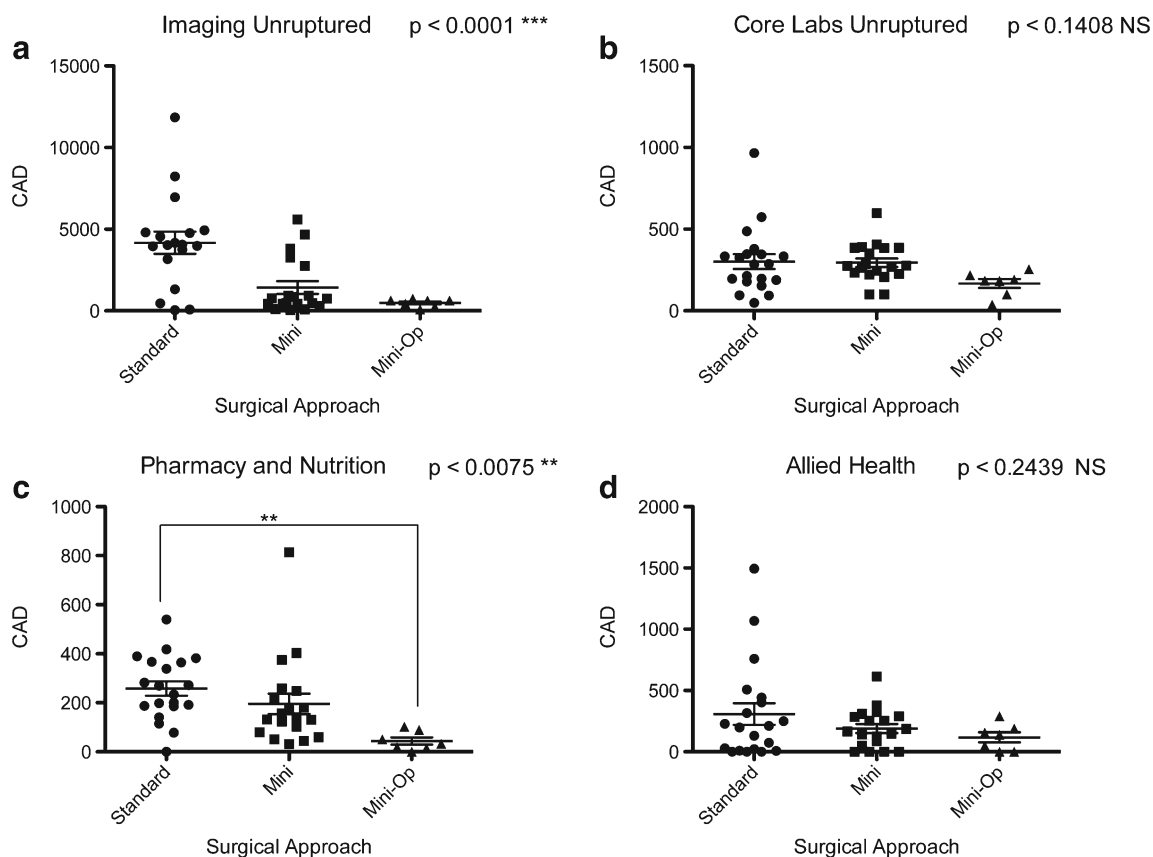 Imaging Unruptured p < 0.0001 ***
a
15000
10000
5000
0
CAD
Standard
Mini
Mini-Op
Surgical Approach
Core Labs Unruptured p < 0.1408 NS
b
1500
1000
500
0
CAD
Standard
Mini
Mini-Op
Surgical Approach
Pharmacy and Nutrition p < 0.0075 **
c
1000
800
600
400
200
0
CAD
**
Standard
Mini
Mini-Op
Surgical Approach
Allied Health p < 0.2439 NS
d
2000
1500
1000
500
0
CAD
Standard
Mini
Mini-Op
Surgical Approach